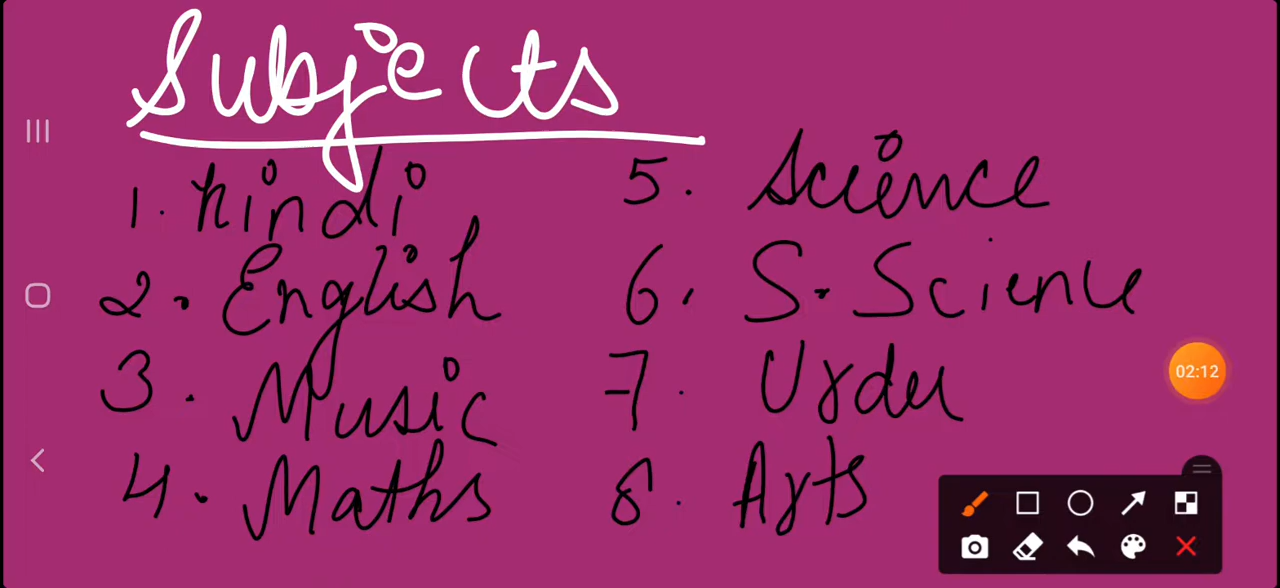 Subjects
1. Hindi
2. English
3. Music
4. Maths
5. Science
6. S. Science
7. Urdu
8. Arts
02:12